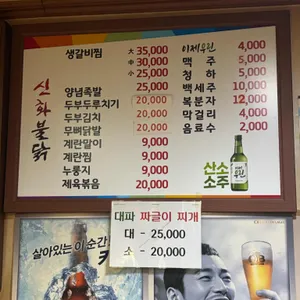 생갈비찜 大 35,000
中 30,000
小 25,000
신화불닭
양념족발 25,000
두부두루치기 20,000
두부김치 20,000
무뼈닭발 20,000
계란말이 9,000
계란찜 9,000
누룽지 9,000
제육볶음 20,000
이제우린 4,000
맥주 5,000
청하 5,000
백세주 10,000
복분자 12,000
막걸리 4,000
음료수 2,000
산소
소주
대파 짜글이 찌개
대 - 25,000
소 - 20,000
살아있는 이 순간